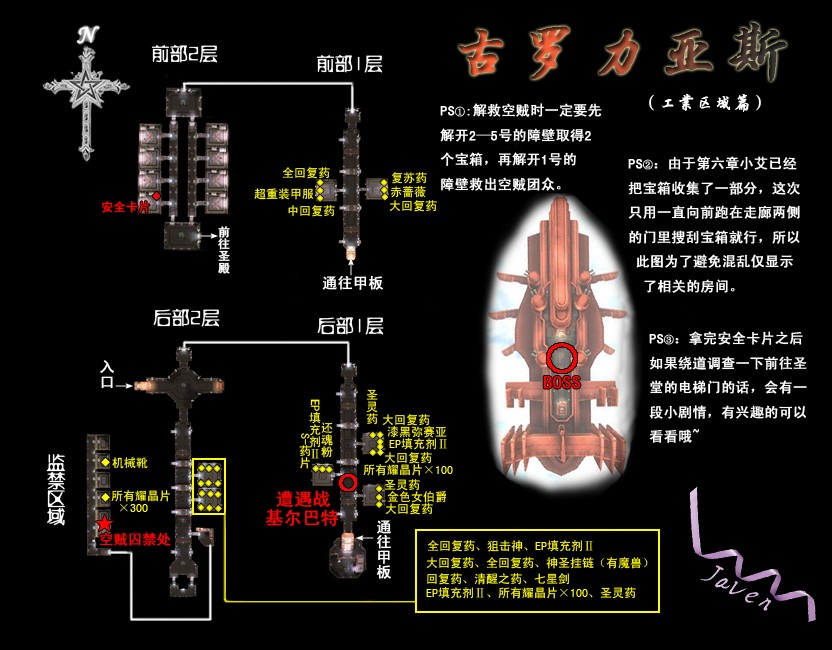 N
前部2层
前部1层
古罗力亚斯
(工業区域篇)
PS①:解救空贼时一定要先
解开2—5号的障壁取得2
个宝箱,再解开1号的
障壁救出空贼团众。
PS②:由于第六章小艾已经
把宝箱收集了一部分,这次
只用一直向前跑在走廊两侧
的门里搜刮宝箱就行,所以
此图为了避免混乱仅显示
了相关的房间。
PS③:拿完安全卡片之后
如果绕道调查一下前往圣
堂的电梯门的话,会有一
段小剧情,有兴趣的可以
看看哦~
安全卡片
前往圣殿
全回复药
超重装甲服
中回复药
复苏药
赤蔷薇
大回复药
通往甲板
BOSS
后部2层
后部1层
入口
监禁区域
机械靴
所有耀晶片
×300
空贼囚禁处
圣灵药
大回复药
漆黑弥赛亚
EP填充剂Ⅱ
大回复药
所有耀晶片×100
还魂粉
EP填充剂Ⅱ
S-药片
遭遇战
基尔巴特
圣灵药
金色女伯爵
大回复药
通往甲板
全回复药、狙击神、EP填充剂Ⅱ
大回复药、全回复药、神圣挂链(有魔兽)
回复药、清醒之药、七星剑
EP填充剂Ⅱ、所有耀晶片×100、圣灵药
Javen